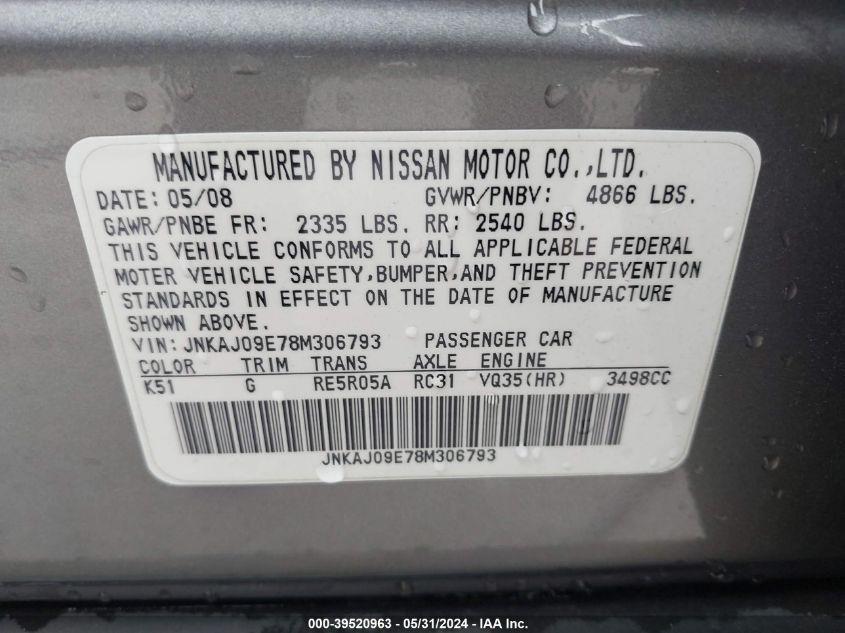 MANUFACTURED BY NISSAN MOTOR CO.,LTD.
DATE: 05/08 GVWR/PNBV: 4866 LBS.
GAWR/PNBE FR: 2335 LBS. RR: 2540 LBS.
THIS VEHICLE CONFORMS TO ALL APPLICABLE FEDERAL
MOTER VEHICLE SAFETY,BUMPER,AND THEFT PREVENTION
STANDARDS IN EFFECT ON THE DATE OF MANUFACTURE
SHOWN ABOVE.
VIN: JNKAJ09E78M306793 PASSENGER CAR
COLOR TRIM TRANS AXLE ENGINE
K51 G RE5R05A RC31 VQ35(HR) 3498CC
JNKAJ09E78M306793
000-39520963 / 05/31/2024 - IAA, Inc.